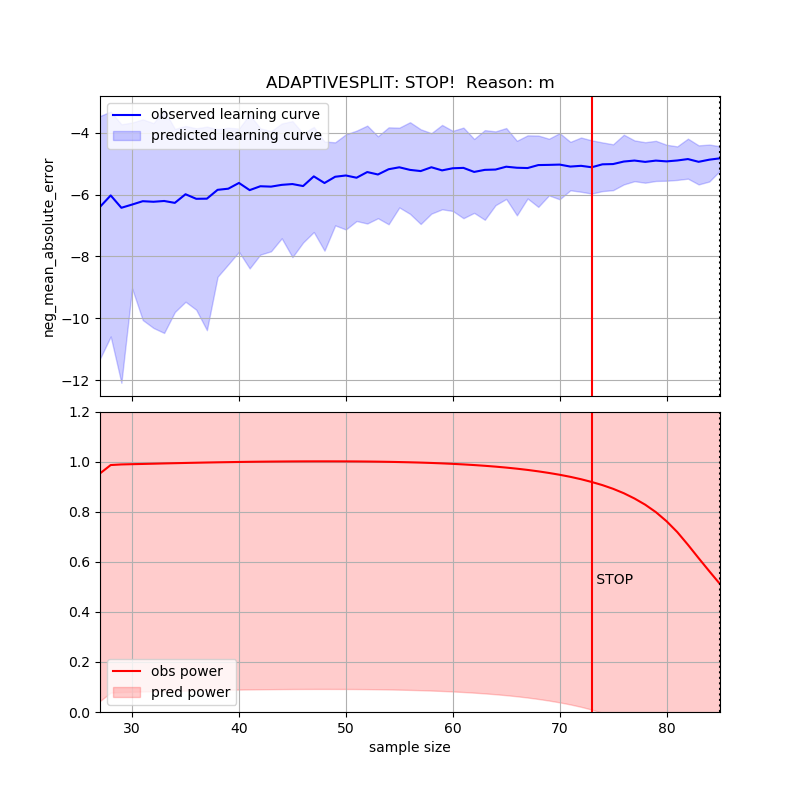 ADAPTIVESPLIT: STOP!  Reason: m
observed learning curve
predicted learning curve
neg_mean_absolute_error
−4
−6
−8
−10
−12
1.2
1.0
0.8
0.6
0.4
0.2
0.0
STOP
obs power
pred power
30 40 50 60 70 80
sample size